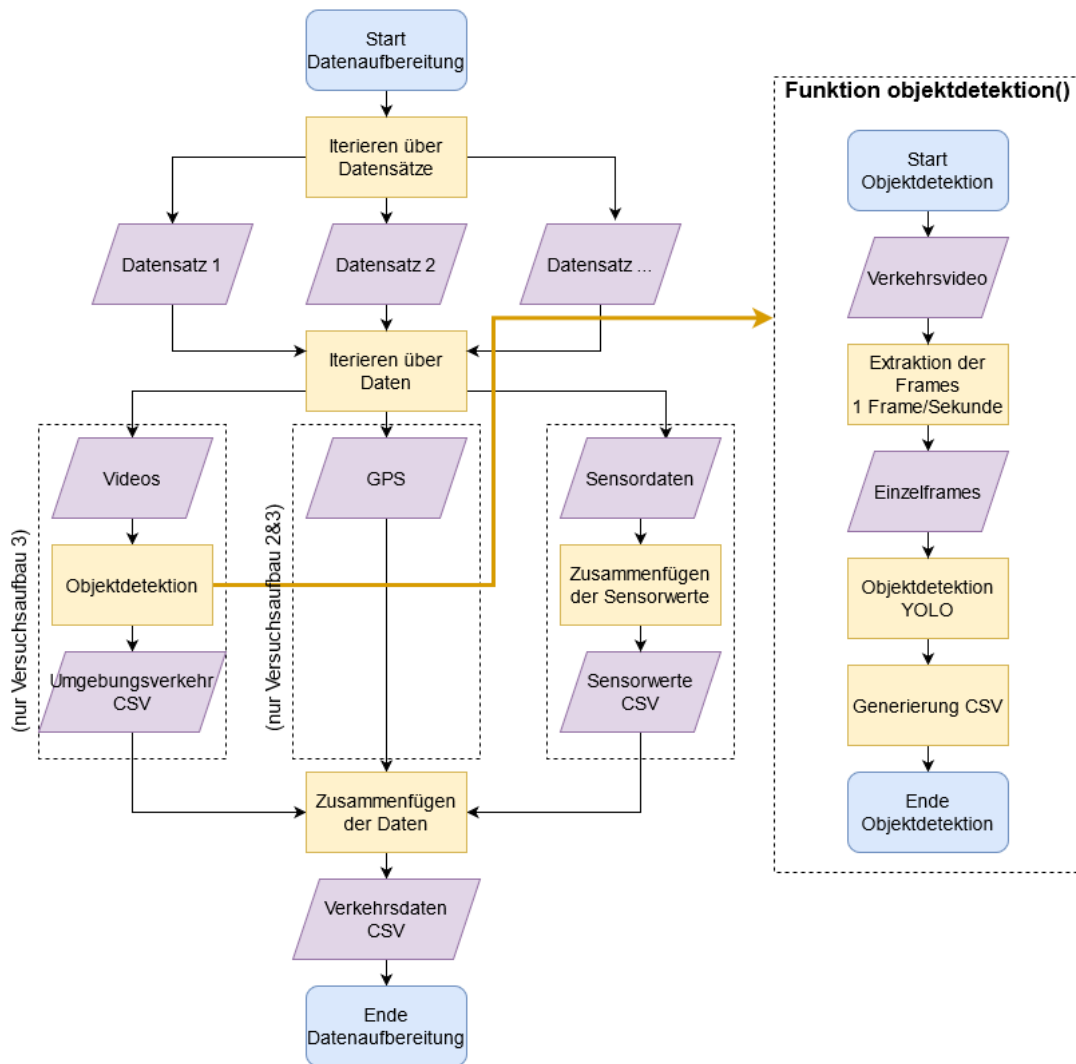 Start
Datenaufbereitung
Iterieren über
Datensätze
Datensatz 1
Datensatz 2
Datensatz ...
Iterieren über
Daten
(nur Versuchsaufbau 3)
Videos
Objektdetektion
Umgebungsverkehr
CSV
(nur Versuchsaufbau 2&3)
GPS
Sensordaten
Zusammenfügen
der Sensorwerte
Sensorwerte
CSV
Zusammenfügen
der Daten
Verkehrsdaten
CSV
Ende
Datenaufbereitung
Funktion objektdetektion()
Start
Objektdetektion
Verkehrsvideo
Extraktion der
Frames
1 Frame/Sekunde
Einzelframes
Objektdetektion
YOLO
Generierung CSV
Ende
Objektdetektion